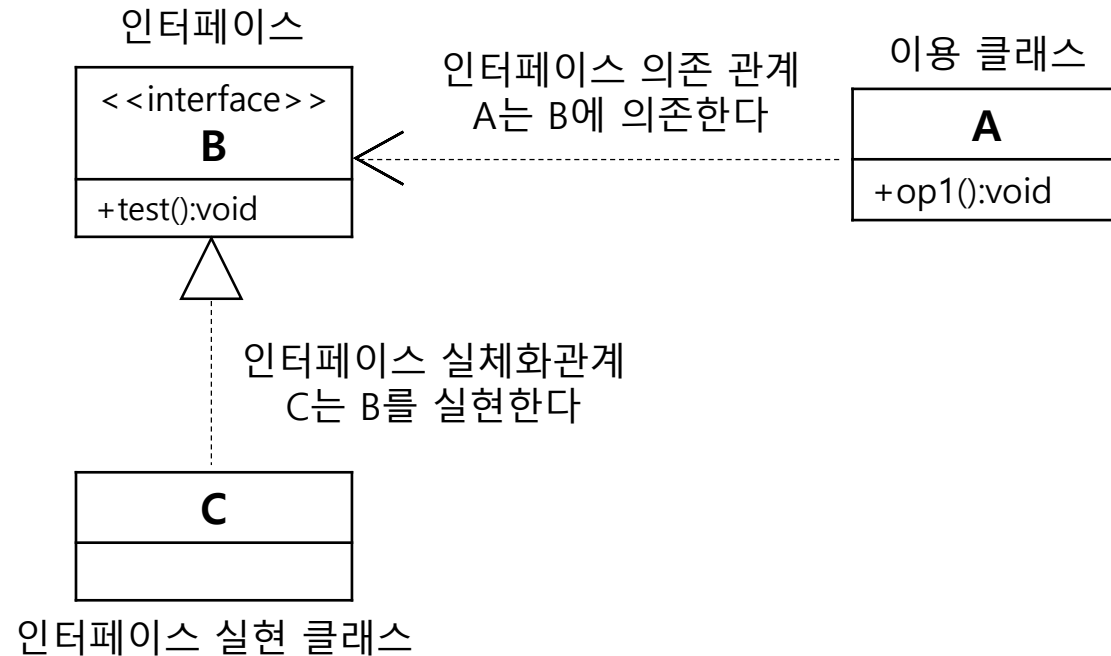 인터페이스
<<interface>>
B
+test():void
인터페이스 의존 관계
A는 B에 의존한다
이용 클래스
A
+op1():void
인터페이스 실체화관계
C는 B를 실현한다
C
인터페이스 실현 클래스